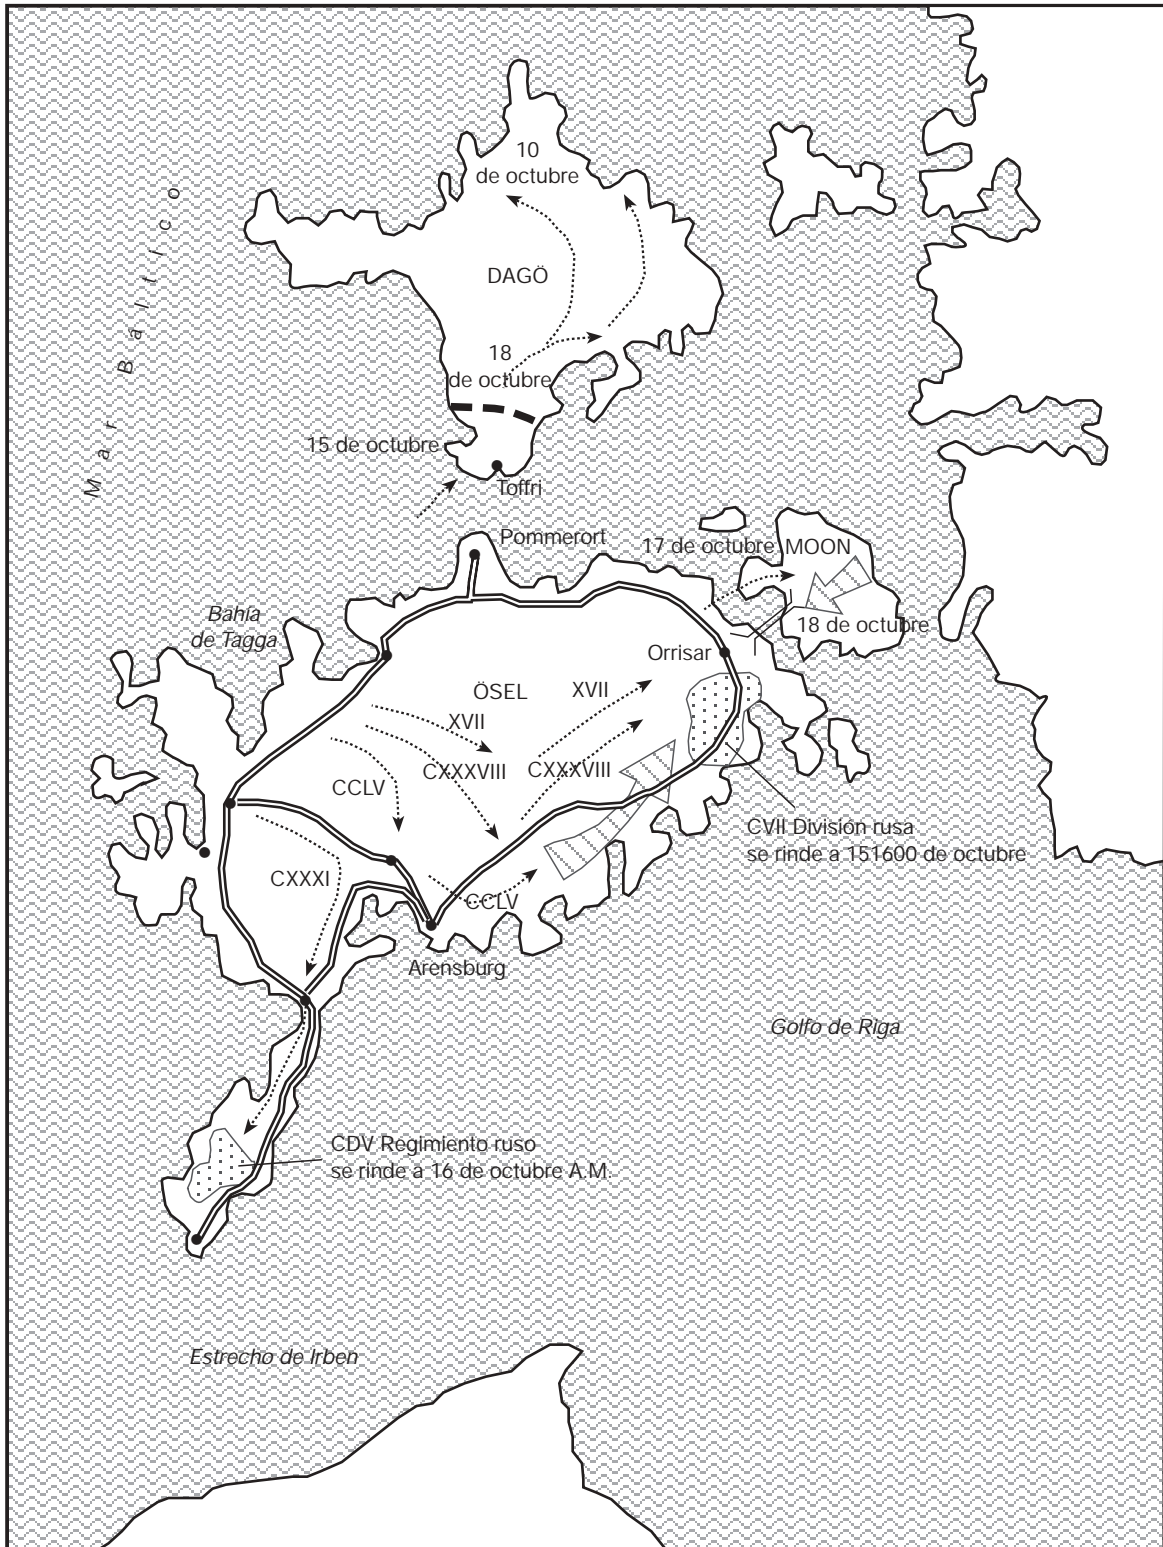 Mar Báltico
10
de octubre
DAGÖ
18
de octubre
15 de octubre
Toffri
Pommerort
17 de octubre
MOON
18 de octubre
Bahía
de Tagga
Orrisar
ÖSEL
XVII
XVII
CXXXVIII
CXXXVIII
CCLV
CVII División rusa
se rinde a 151600 de octubre
CXXXI
CCLV
Arensburg
Golfo de Riga
CDV Regimiento ruso
se rinde a 16 de octubre A.M.
Estrecho de Irben